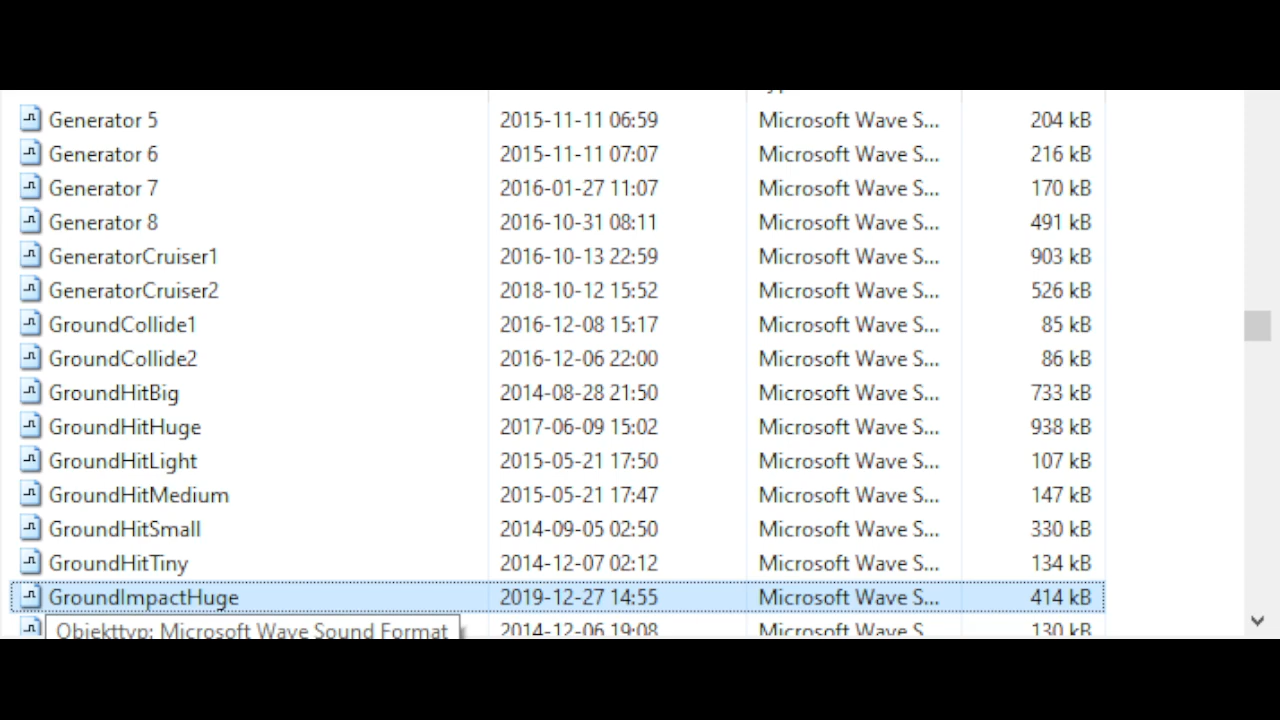 Generator 5 2015-11-11 06:59 Microsoft Wave S... 204 kB
Generator 6 2015-11-11 07:07 Microsoft Wave S... 216 kB
Generator 7 2016-01-27 11:07 Microsoft Wave S... 170 kB
Generator 8 2016-10-31 08:11 Microsoft Wave S... 491 kB
GeneratorCruiser1 2016-10-13 22:59 Microsoft Wave S... 903 kB
GeneratorCruiser2 2018-10-12 15:52 Microsoft Wave S... 526 kB
GroundCollide1 2016-12-08 15:17 Microsoft Wave S... 85 kB
GroundCollide2 2016-12-06 22:00 Microsoft Wave S... 86 kB
GroundHitBig 2014-08-28 21:50 Microsoft Wave S... 733 kB
GroundHitHuge 2017-06-09 15:02 Microsoft Wave S... 938 kB
GroundHitLight 2015-05-21 17:50 Microsoft Wave S... 107 kB
GroundHitMedium 2015-05-21 17:47 Microsoft Wave S... 147 kB
GroundHitSmall 2014-09-05 02:50 Microsoft Wave S... 330 kB
GroundHitTiny 2014-12-07 02:12 Microsoft Wave S... 134 kB
GroundImpactHuge 2019-12-27 14:55 Microsoft Wave S... 414 kB
Objekttyp: Microsoft Wave Sound Format 2014-12-06 19:08 Microsoft Wave S... 130 kB